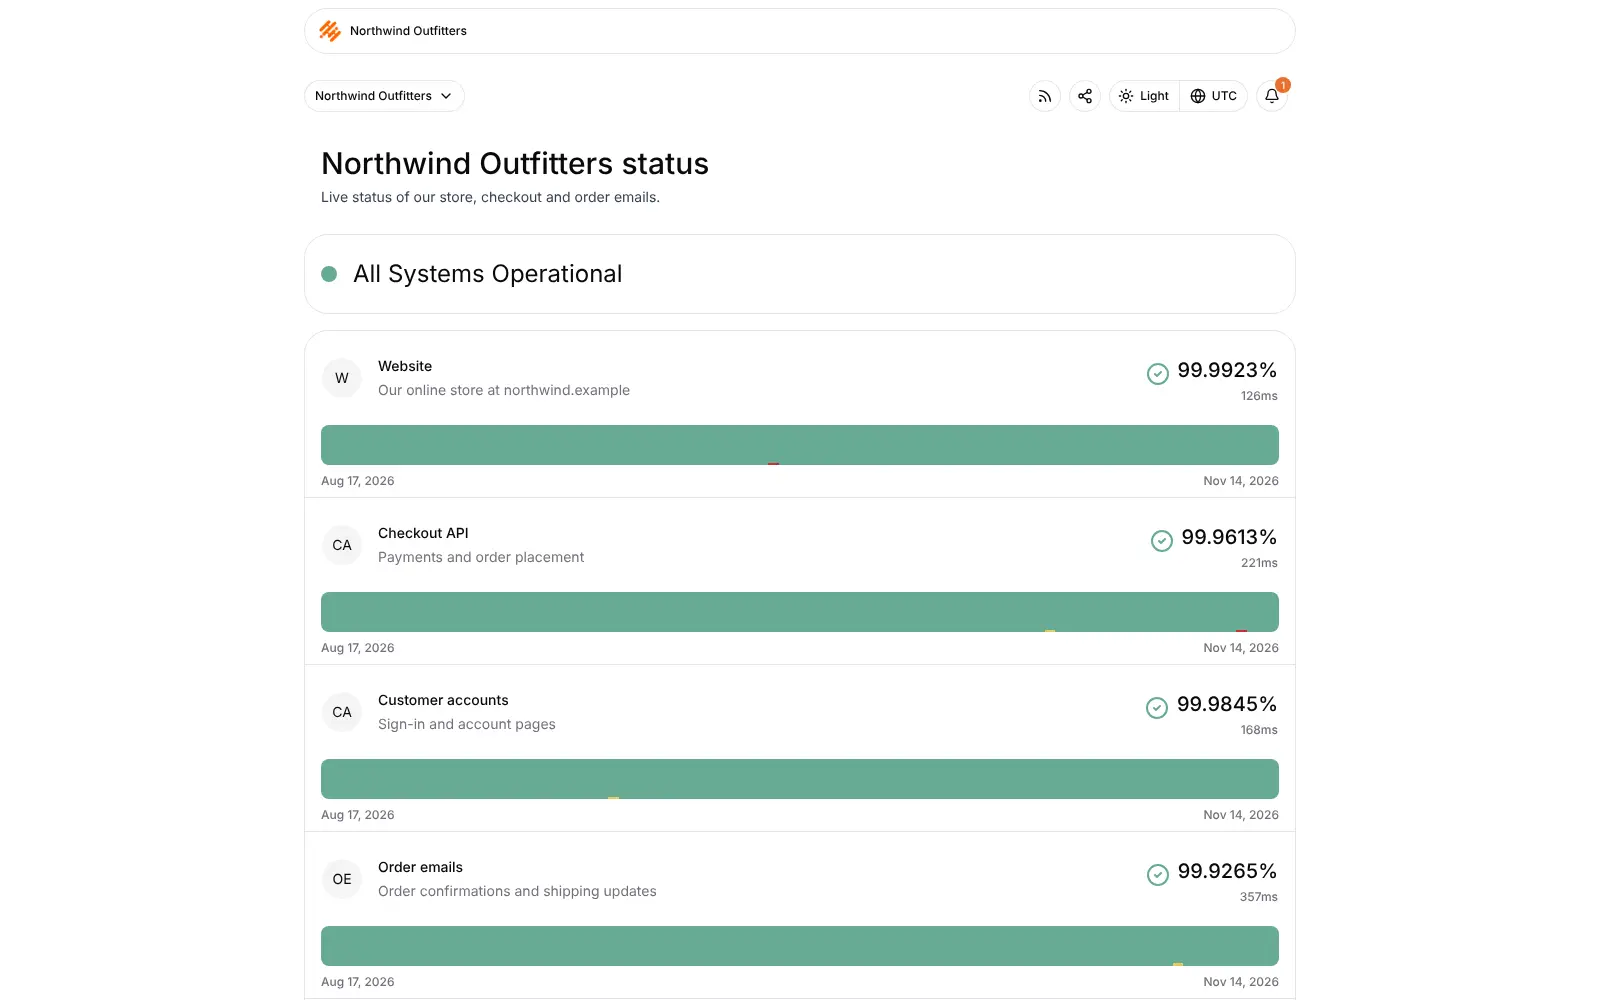 Northwind Outfitters
Northwind Outfitters
Light
UTC
1
Northwind Outfitters status
Live status of our store, checkout and order emails.
All Systems Operational
W
Website
Our online store at northwind.example
99.9923%
126ms
Aug 17, 2026
Nov 14, 2026
CA
Checkout API
Payments and order placement
99.9613%
221ms
Aug 17, 2026
Nov 14, 2026
CA
Customer accounts
Sign-in and account pages
99.9845%
168ms
Aug 17, 2026
Nov 14, 2026
OE
Order emails
Order confirmations and shipping updates
99.9265%
357ms
Aug 17, 2026
Nov 14, 2026